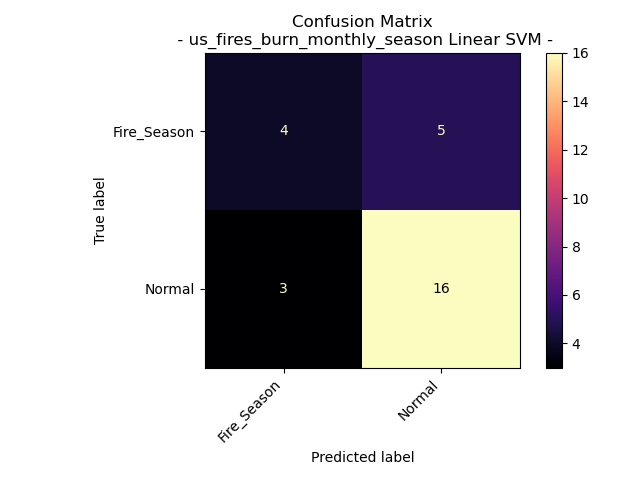 Confusion Matrix
- us_fires_burn_monthly_season Linear SVM -
16
14
12
10
8
6
4
Fire_Season
4
5
True label
Normal
3
16
Fire_Season
Normal
Predicted label